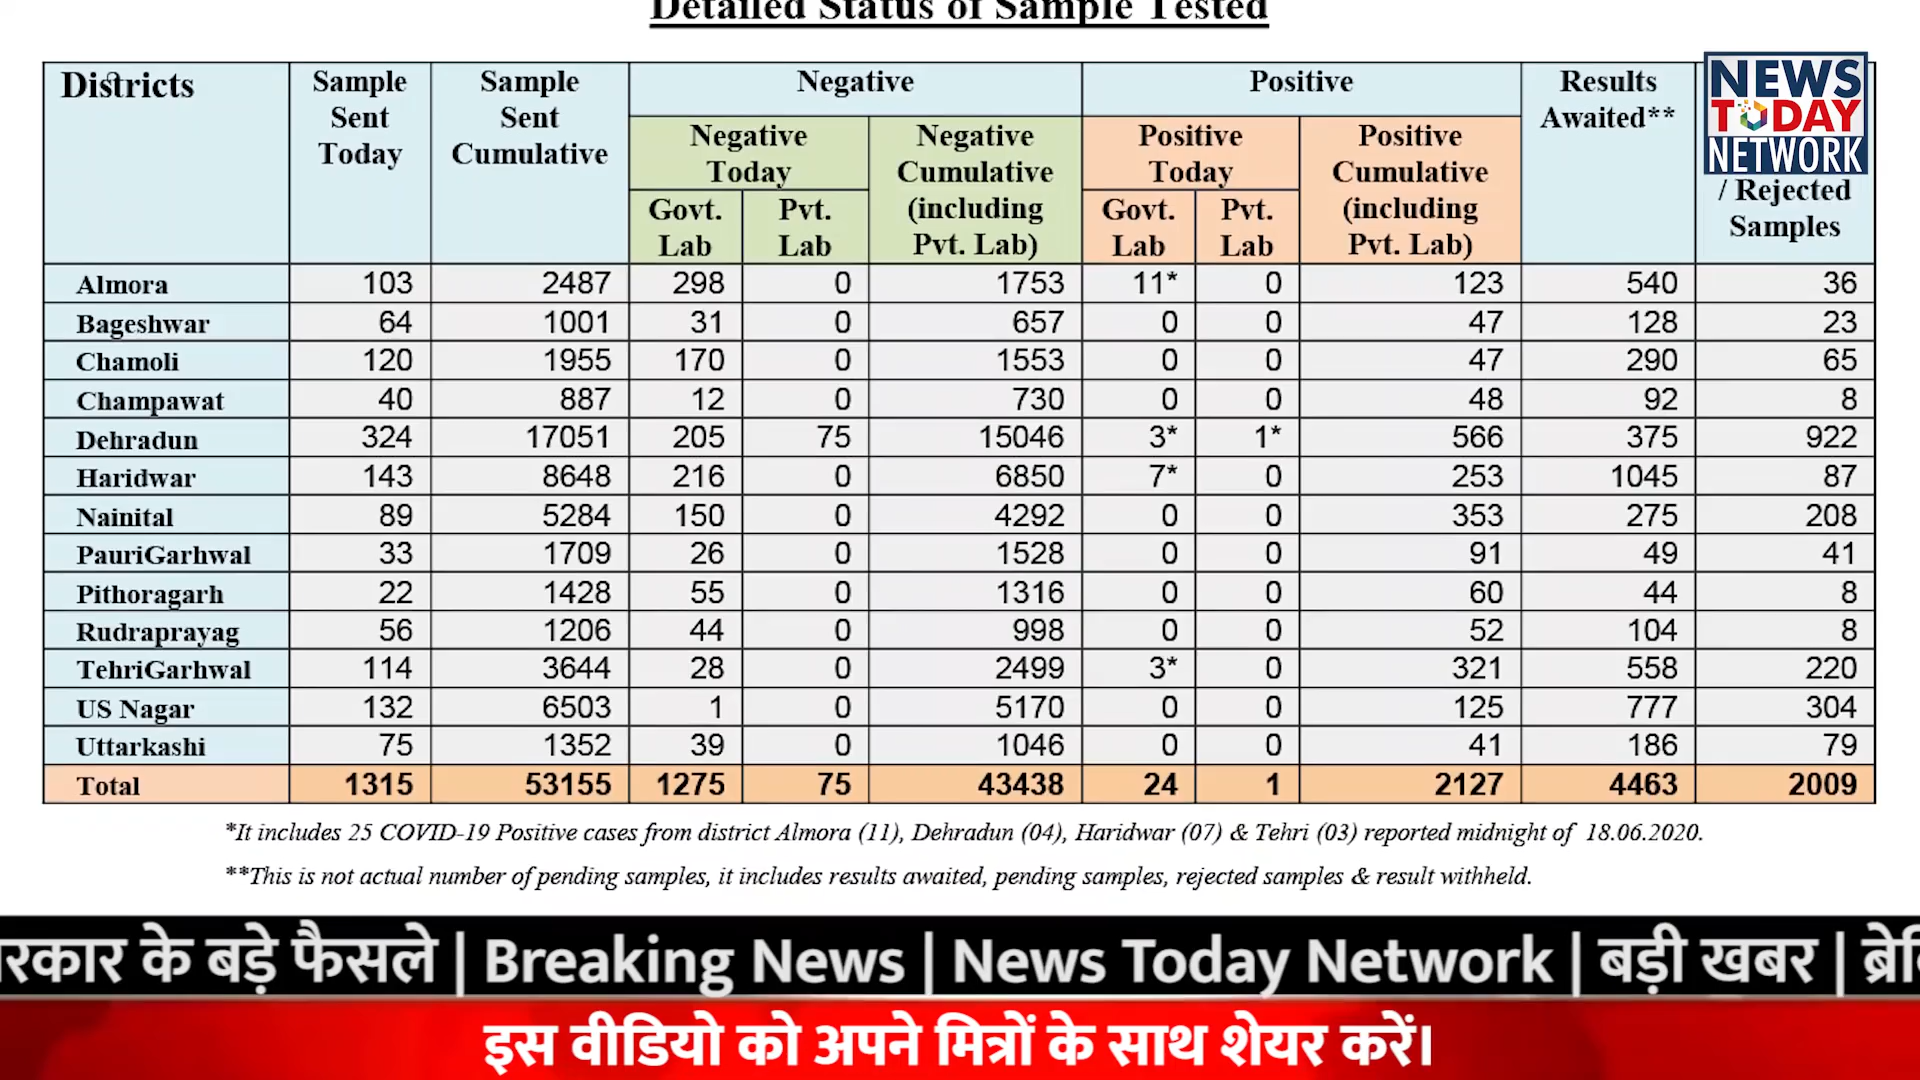 Detailed Status of Sample Tested
Districts Sample Sent Today Sample Sent Cumulative Negative Positive Results Awaited** / Rejected Samples
Negative Today Negative Cumulative (including Pvt. Lab) Positive Today Positive Cumulative (including Pvt. Lab)
Govt. Lab Pvt. Lab Govt. Lab Pvt. Lab
NEWS
TODAY
NETWORK
Almora 103 2487 298 0 1753 11* 0 123 540 36
Bageshwar 64 1001 31 0 657 0 0 47 128 23
Chamoli 120 1955 170 0 1553 0 0 47 290 65
Champawat 40 887 12 0 730 0 0 48 92 8
Dehradun 324 17051 205 75 15046 3* 1* 566 375 922
Haridwar 143 8648 216 0 6850 7* 0 253 1045 87
Nainital 89 5284 150 0 4292 0 0 353 275 208
PauriGarhwal 33 1709 26 0 1528 0 0 91 49 41
Pithoragarh 22 1428 55 0 1316 0 0 60 44 8
Rudraprayag 56 1206 44 0 998 0 0 52 104 8
TehriGarhwal 114 3644 28 0 2499 3* 0 321 558 220
US Nagar 132 6503 1 0 5170 0 0 125 777 304
Uttarkashi 75 1352 39 0 1046 0 0 41 186 79
Total 1315 53155 1275 75 43438 24 1 2127 4463 2009
*It includes 25 COVID-19 Positive cases from district Almora (11), Dehradun (04), Haridwar (07) & Tehri (03) reported midnight of 18.06.2020.
**This is not actual number of pending samples, it includes results awaited, pending samples, rejected samples & result withheld.
रकार के बड़े फैसले | Breaking News | News Today Network | बड़ी खबर |
इस वीडियो को अपने मित्रों के साथ शेयर करें।